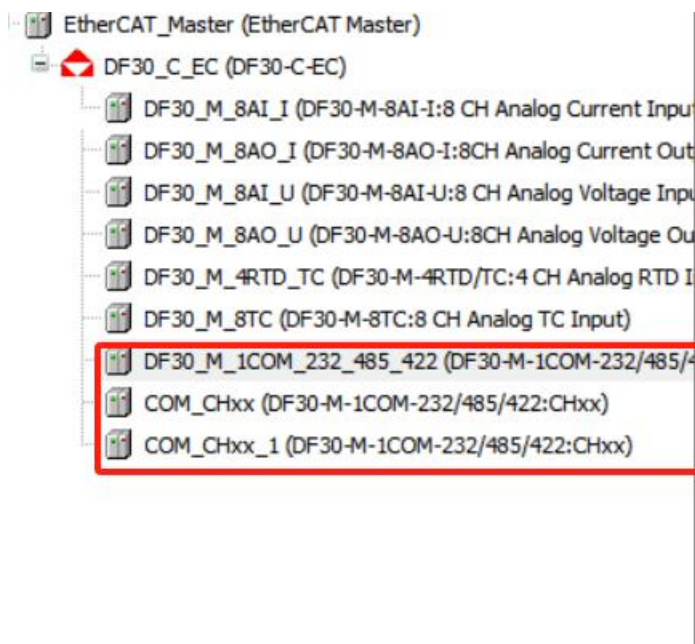 EtherCAT_Master (EtherCAT Master)
DF30_C_EC (DF30-C-EC)
DF30_M_8AI_I (DF30-M-8AI-I:8 CH Analog Current Inpu
DF30_M_8AO_I (DF30-M-8AO-I:8CH Analog Current Out
DF30_M_8AI_U (DF30-M-8AI-U:8 CH Analog Voltage Inpu
DF30_M_8AO_U (DF30-M-8AO-U:8CH Analog Voltage Ou
DF30_M_4RTD_TC (DF30-M-4RTD/TC:4 CH Analog RTD I
DF30_M_8TC (DF30-M-8TC:8 CH Analog TC Input)
DF30_M_1COM_232_485_422 (DF30-M-1COM-232/485/4
COM_CHxx (DF30-M-1COM-232/485/422:CHxx)
COM_CHxx_1 (DF30-M-1COM-232/485/422:CHxx)